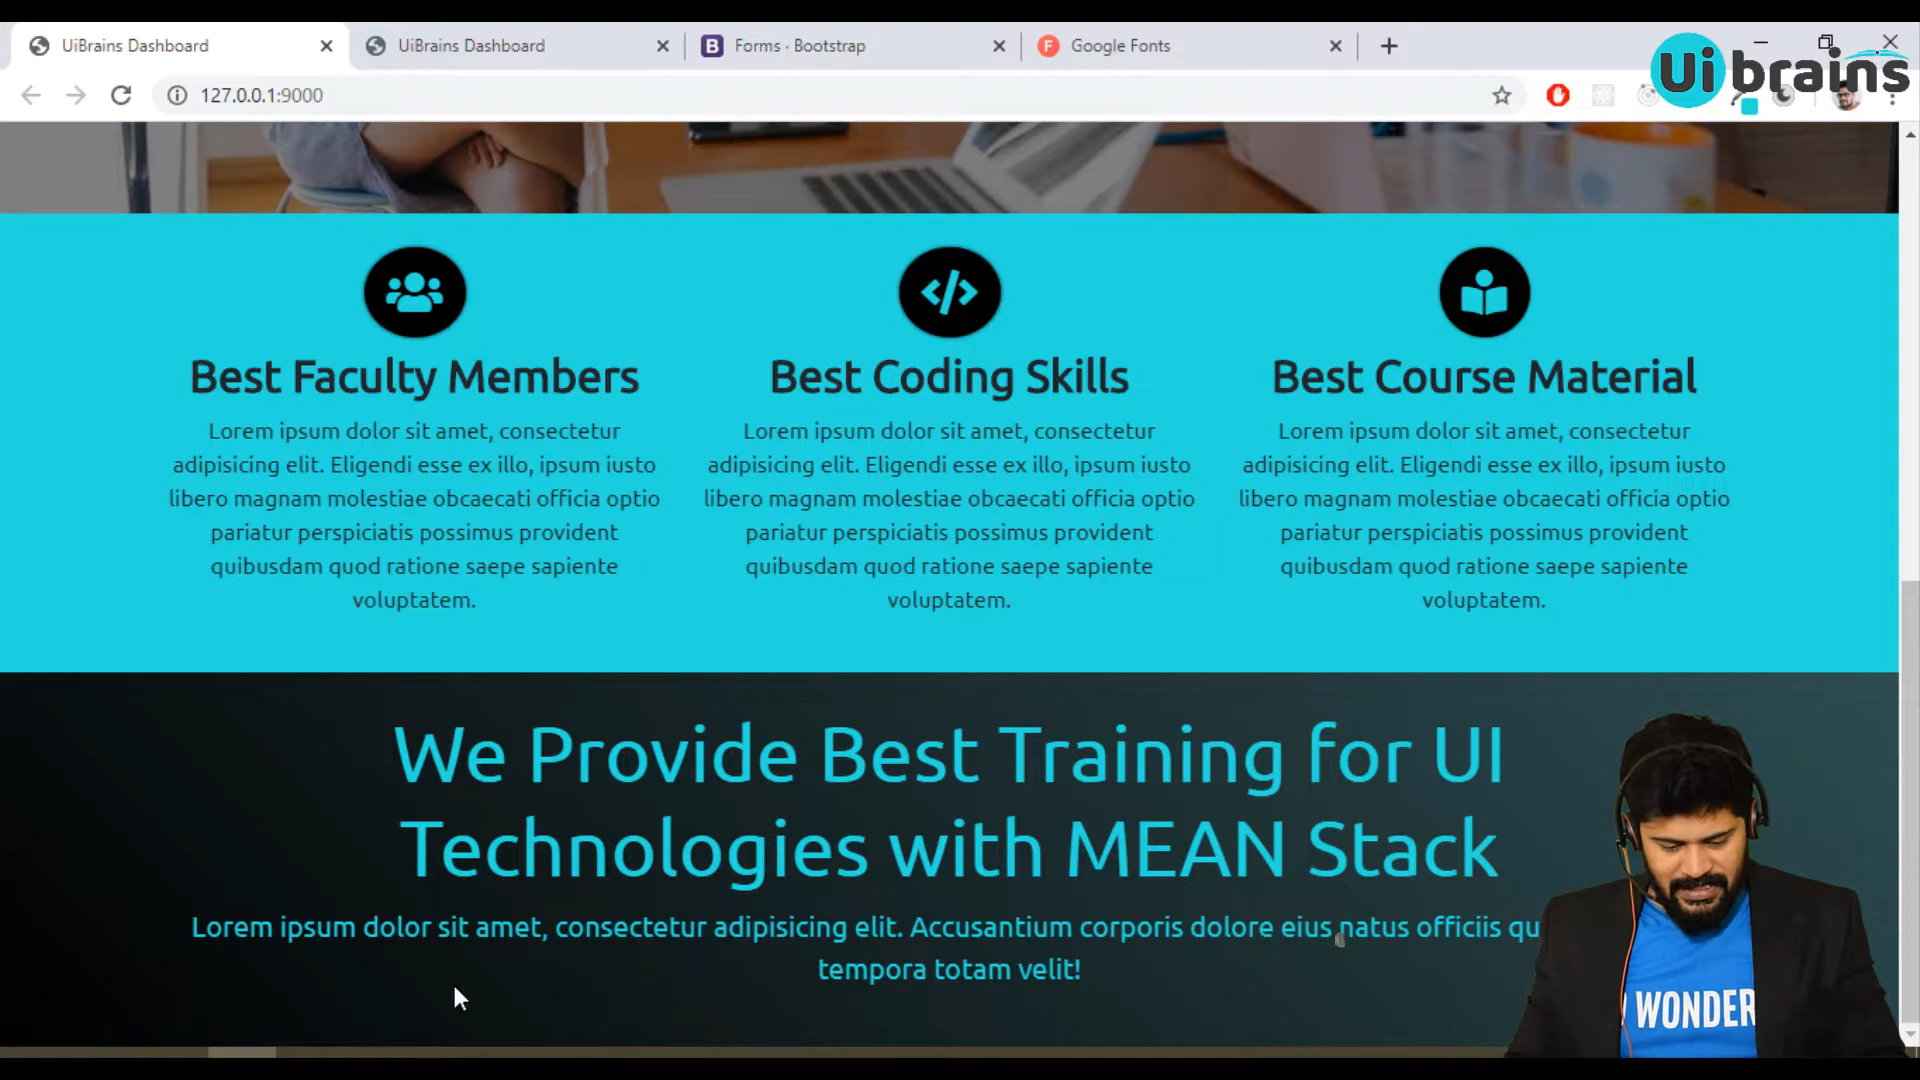 UiBrains Dashboard
UiBrains Dashboard
B
Forms · Bootstrap
F
Google Fonts
Ui brains
127.0.0.1:9000
Best Faculty Members
Lorem ipsum dolor sit amet, consectetur
adipisicing elit. Eligendi esse ex illo, ipsum iusto
libero magnam molestiae obcaecati officia optio
pariatur perspiciatis possimus provident
quibusdam quod ratione saepe sapiente
voluptatem.
Best Coding Skills
Lorem ipsum dolor sit amet, consectetur
adipisicing elit. Eligendi esse ex illo, ipsum iusto
libero magnam molestiae obcaecati officia optio
pariatur perspiciatis possimus provident
quibusdam quod ratione saepe sapiente
voluptatem.
Best Course Material
Lorem ipsum dolor sit amet, consectetur
adipisicing elit. Eligendi esse ex illo, ipsum iusto
libero magnam molestiae obcaecati officia optio
pariatur perspiciatis possimus provident
quibusdam quod ratione saepe sapiente
voluptatem.
We Provide Best Training for UI
Technologies with MEAN Stack
Lorem ipsum dolor sit amet, consectetur adipisicing elit. Accusantium corporis dolore eius natus officiis qu
tempora totam velit!
WONDER